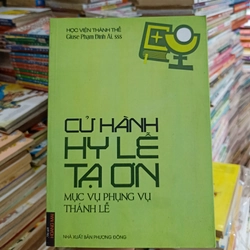 HỌC VIỆN THÁNH THỂ
Giuse-Phạm Đình Ái, sss
CỬ HÀNH
HY LỄ
TẠ ƠN
MỤC VỤ PHỤNG VỤ
THÁNH LỄ
NHÀ XUẤT BẢN PHƯƠNG ĐÔNG